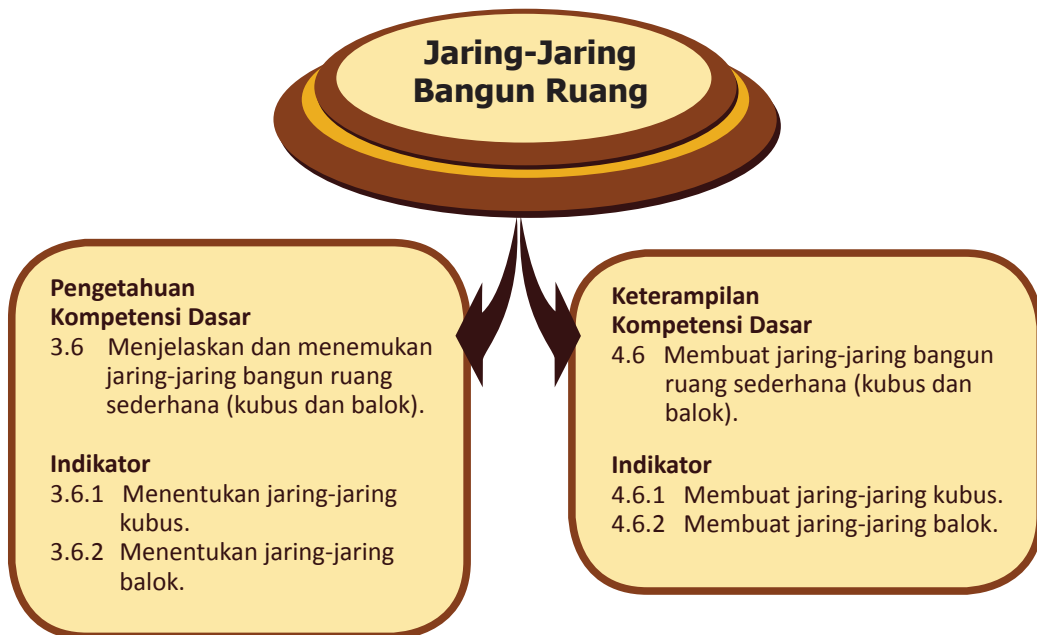 Jaring-Jaring
Bangun Ruang
Pengetahuan
Kompetensi Dasar
3.6 Menjelaskan dan menemukan
jaring-jaring bangun ruang
sederhana (kubus dan balok).
Indikator
3.6.1 Menentukan jaring-jaring
kubus.
3.6.2 Menentukan jaring-jaring
balok.
Keterampilan
Kompetensi Dasar
4.6 Membuat jaring-jaring bangun
ruang sederhana (kubus dan
balok).
Indikator
4.6.1 Membuat jaring-jaring kubus.
4.6.2 Membuat jaring-jaring balok.